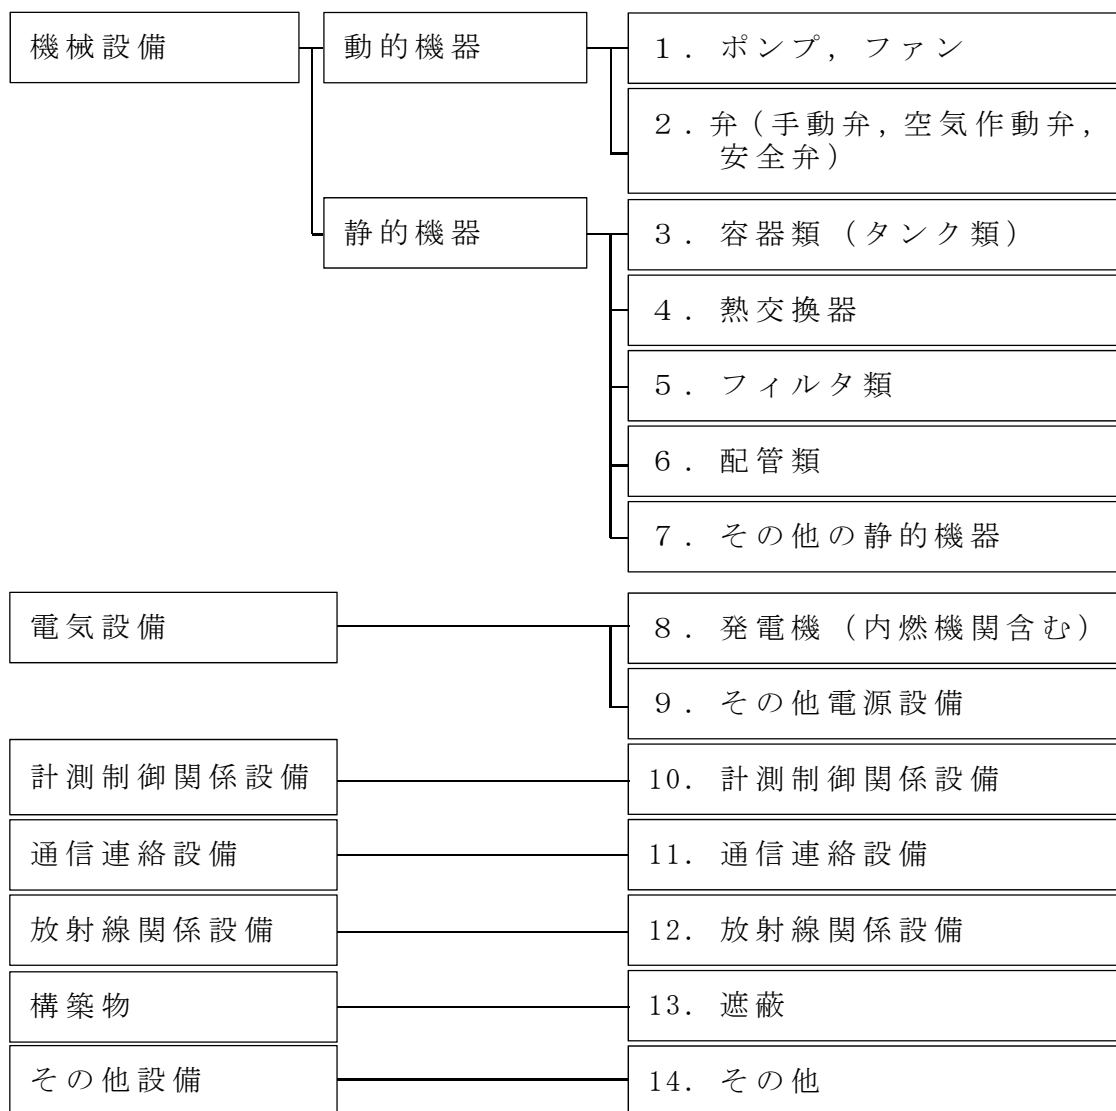 機械設備
動的機器
1. ポンプ，ファン
2. 弁（手動弁，空気作動弁，
安全弁）
静的機器
3. 容器類（タンク類）
4. 熱交換器
5. フィルタ類
6. 配管類
7. その他の静的機器
電気設備
8. 発電機（内燃機関含む）
9. その他電源設備
計測制御関係設備
10. 計測制御関係設備
通信連絡設備
11. 通信連絡設備
放射線関係設備
12. 放射線関係設備
構築物
13. 遮蔽
その他設備
14. その他